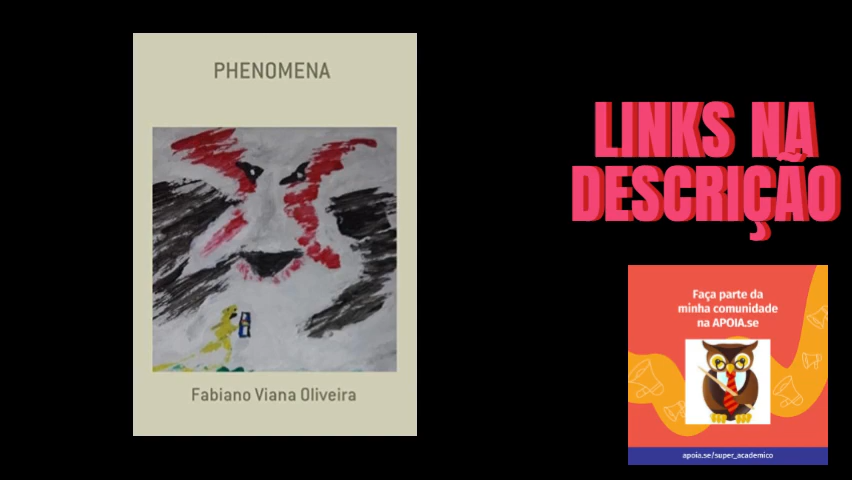 PHENOMENA
Fabiano Viana Oliveira
LINKS NA
DESCRIÇÃO
Faça parte da
minha comunidade
na APOIA.se
apoia.se/super_academico